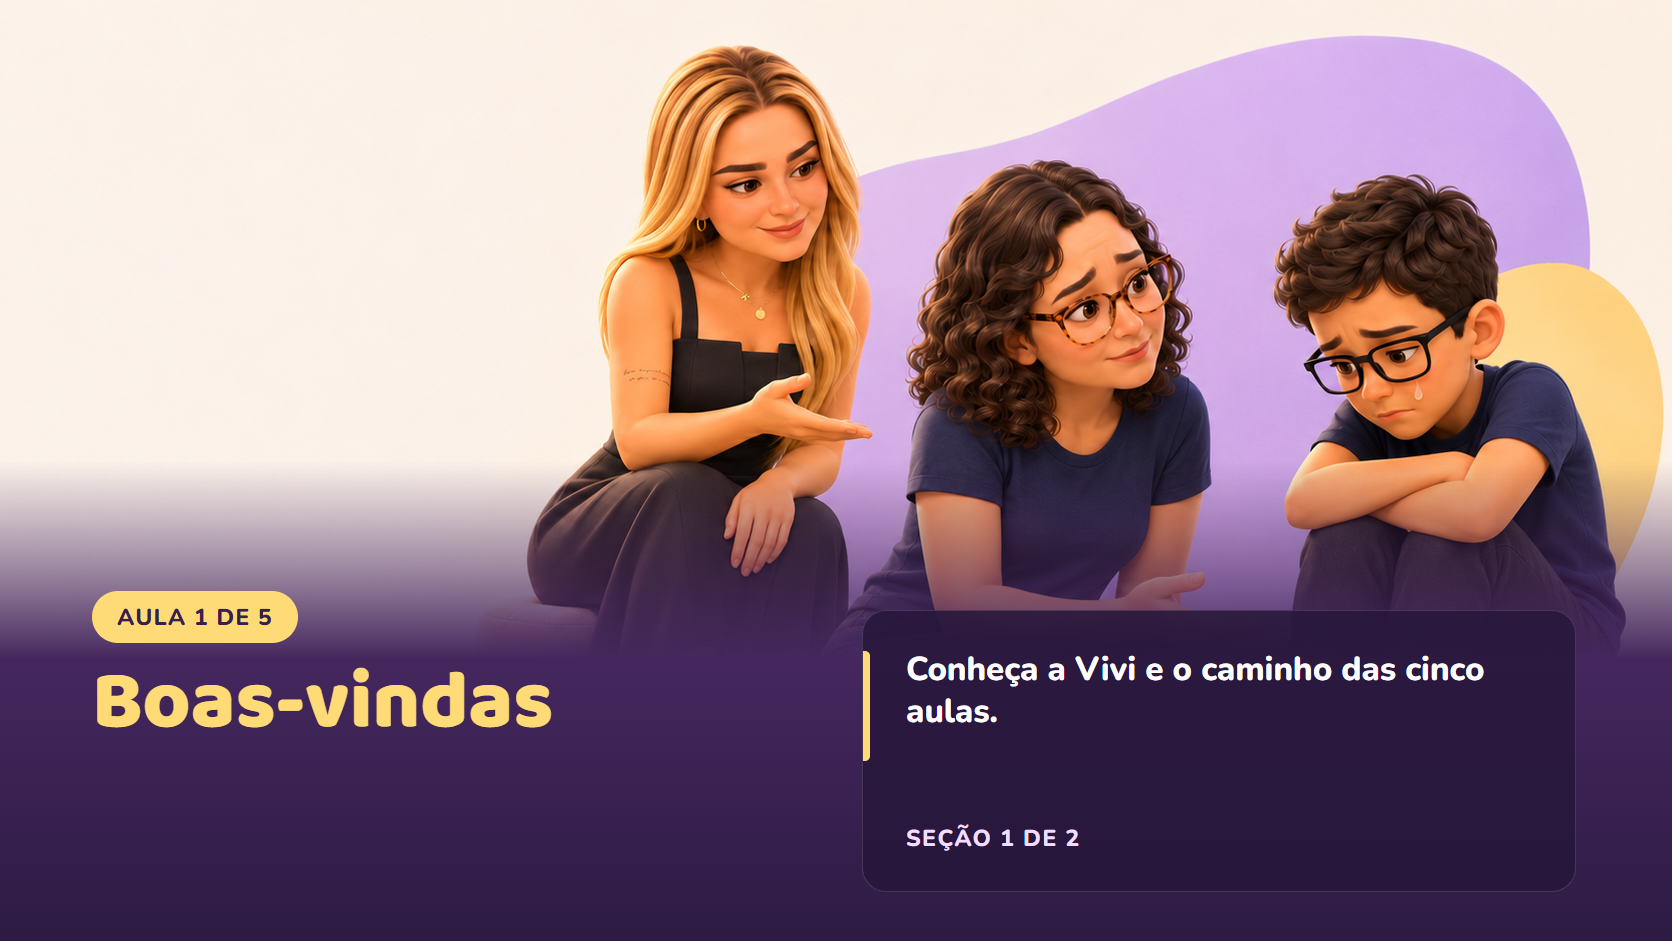 AULA 1 DE 5
Boas-vindas
Conheça a Vivi e o caminho das cinco
aulas.
SEÇÃO 1 DE 2